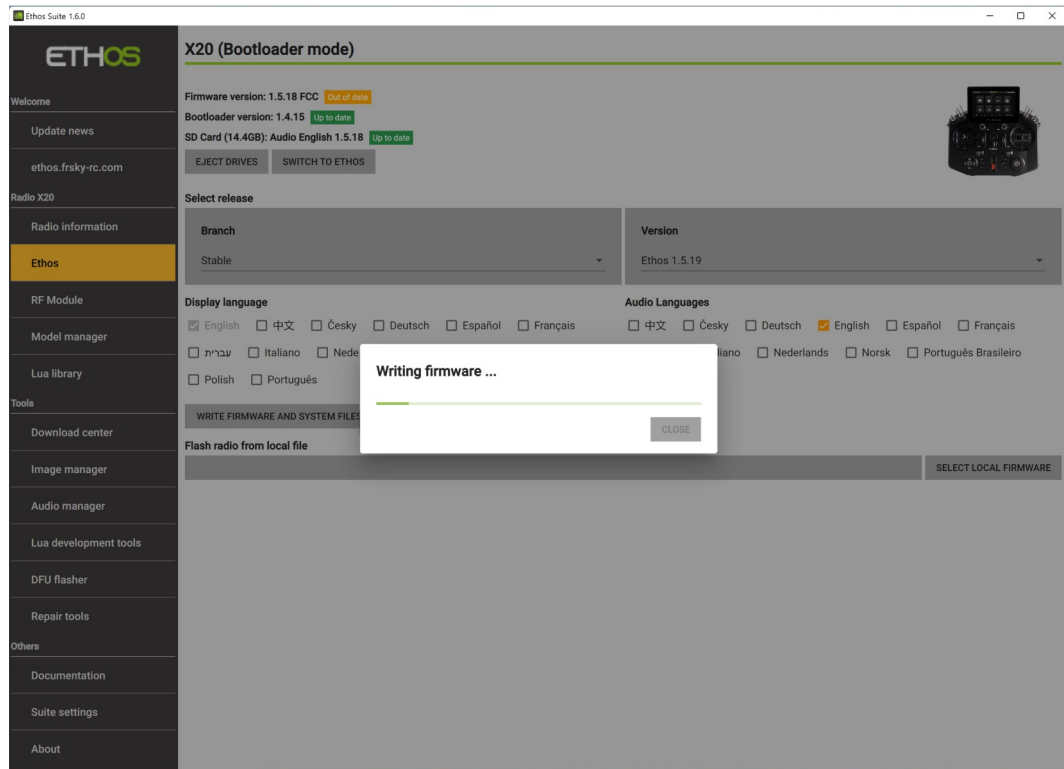 Ethos Suite 1.6.0
ETHOS
X20 (Bootloader mode)
Welcome
Firmware version: 1.5.18 FCC Out of date
Bootloader version: 1.4.15 Up to date
Update news
SD Card (14.4GB): Audio English 1.5.18 Up to date
ethos.frsky-rc.com
EJECT DRIVES SWITCH TO ETHOS
Radio X20
Select release
Radio information
Branch Version
Ethos
Stable Ethos 1.5.19
RF Module
Display language Audio Languages
English 中文 Česky Deutsch Español Français 中文 Česky Deutsch English Español Français
Model manager
עברית Italiano Nede liano Nederlands Norsk Português Brasileiro
Lua library
Writing firmware ...
Polish Português
Tools
WRITE FIRMWARE AND SYSTEM FILES
CLOSE
Download center
Flash radio from local file
Image manager
SELECT LOCAL FIRMWARE
Audio manager
Lua development tools
DFU flasher
Repair tools
Others
Documentation
Suite settings
About